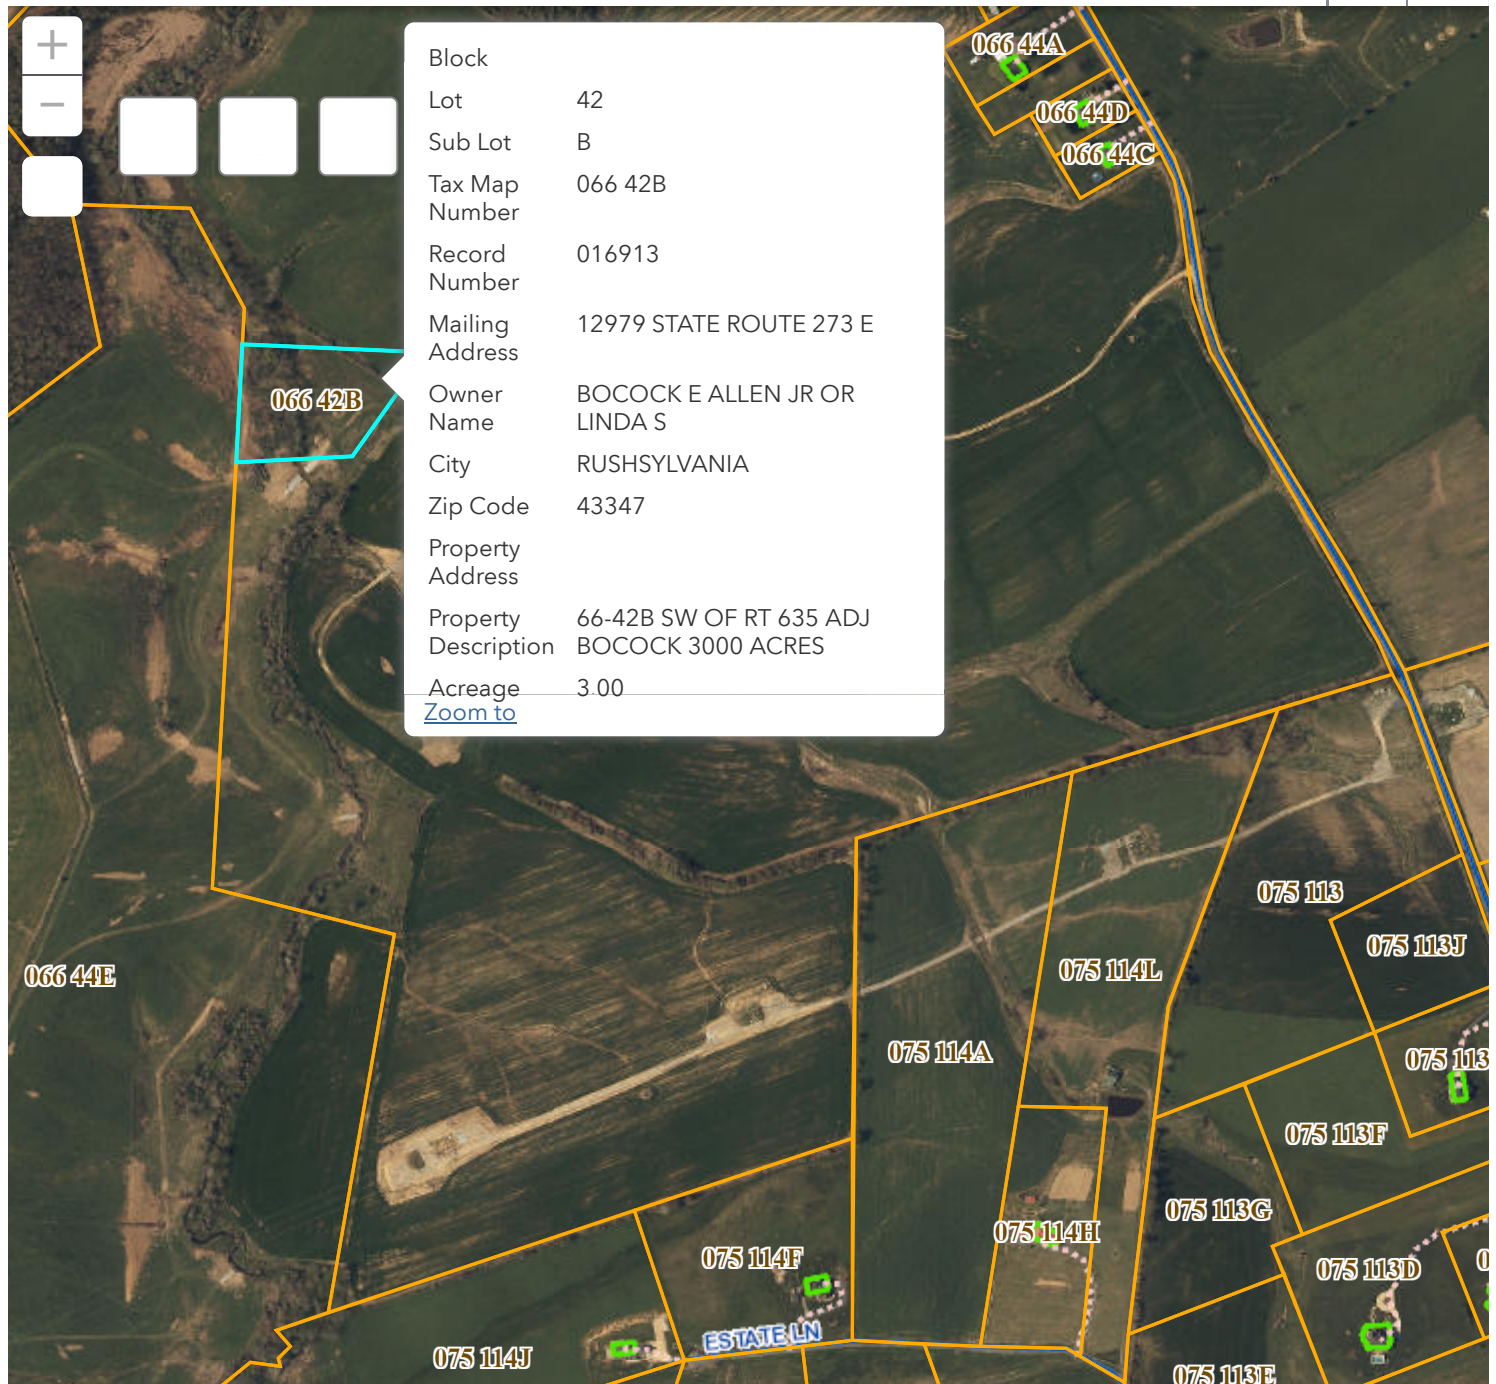 Block
Lot 42
Sub Lot B
Tax Map Number 066 42B
Record Number 016913
Mailing Address 12979 STATE ROUTE 273 E
Owner Name BOCOCK E ALLEN JR OR
LINDA S
City RUSHSYLVANIA
Zip Code 43347
Property Address
Property Description 66-42B SW OF RT 635 ADJ
BOCOCK 3000 ACRES
Acreage 3.00
Zoom to
066 44A
066 44D
066 44C
066 42B
066 44E
075 113
075 113J
075 114L
075 114A
075 113
075 113F
075 113G
075 114H
075 114F
075 113D
0
ESTATE LN
075 114J
075 113E